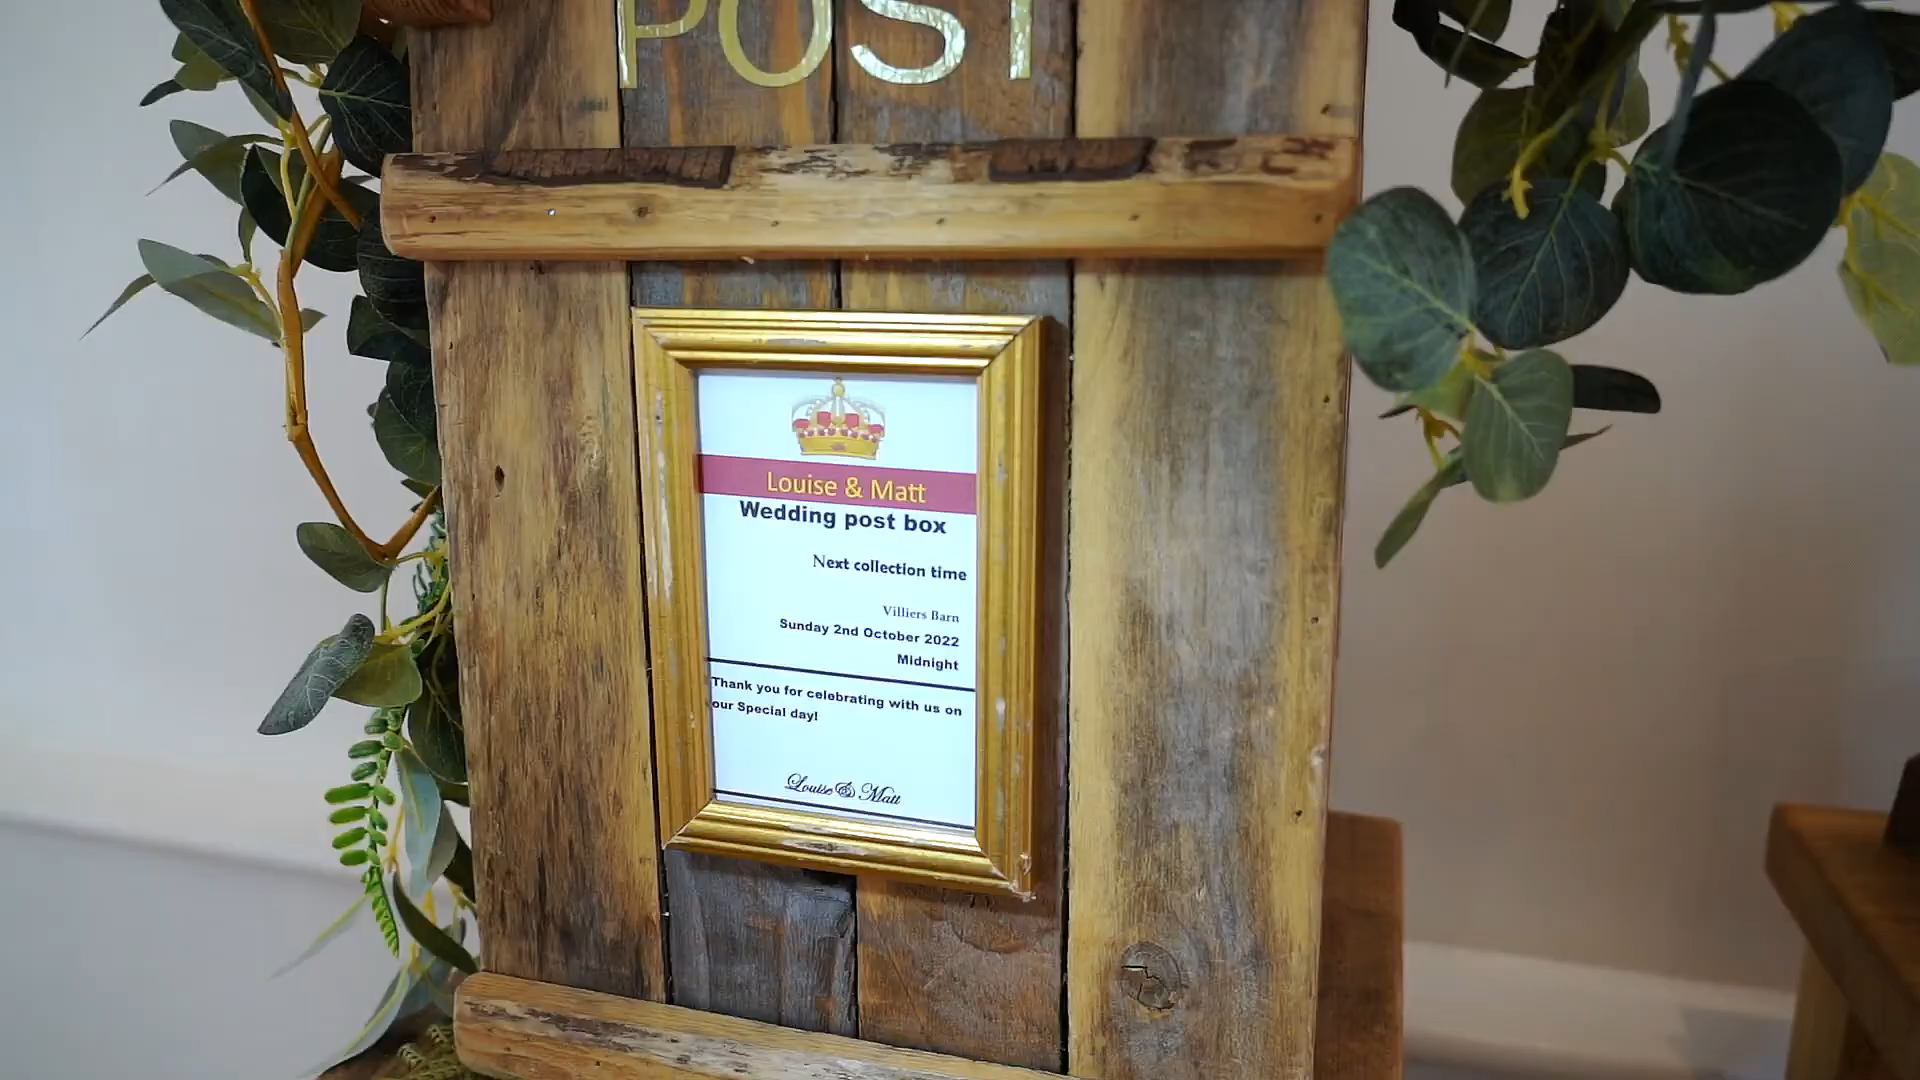 POST
Louise & Matt
Wedding post box
Next collection time
Villiers Barn
Sunday 2nd October 2022
Midnight
Thank you for celebrating with us on
our Special day!
Louise & Matt